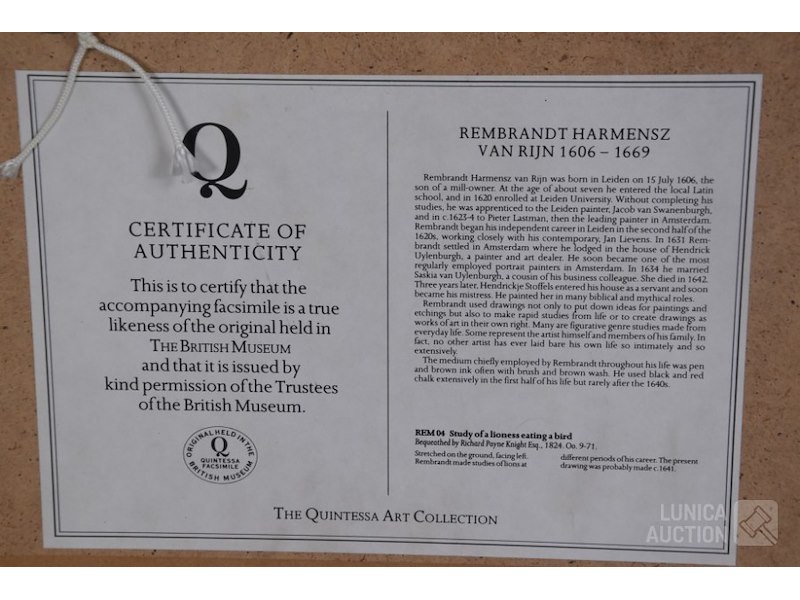 Q
CERTIFICATE OF
AUTHENTICITY
This is to certify that the
accompanying facsimile is a true
likeness of the original held in
THE BRITISH MUSEUM
and that it is issued by
kind permission of the Trustees
of the British Museum.
ORIGINAL HELD IN THE
Q
QUINTESSA
FACSIMILE
BRITISH MUSEUM
REMBRANDT HARMENSZ
VAN RIJN 1606 – 1669
Rembrandt Harmensz van Rijn was born in Leiden on 15 July 1606, the
son of a mill-owner. At the age of about seven he entered the local Latin
school, and in 1620 enrolled at Leiden University. Without completing his
studies, he was apprenticed to the Leiden painter, Jacob van Swanenburgh,
and in c.1623-4 to Pieter Lastman, then the leading painter in Amsterdam.
Rembrandt began his independent career in Leiden in the second half of the
1620s, working closely with his contemporary, Jan Lievens. In 1631 Rem-
brandt settled in Amsterdam where he lodged in the house of Hendrick
Uylenburgh, a painter and art dealer. He soon became one of the most
regularly employed portrait painters in Amsterdam. In 1634 he married
Saskia van Uylenburgh, a cousin of his business colleague. She died in 1642.
Three years later, Hendrickje Stoffels entered his house as a servant and soon
became his mistress. He painted her in many biblical and mythical roles.
Rembrandt used drawings not only to put down ideas for paintings and
etchings but also to make rapid studies from life or to create drawings as
works of art in their own right. Many are figurative genre studies made from
everyday life. Some represent the artist himself and members of his family. In
fact, no other artist has ever laid bare his own life so intimately and so
extensively.
The medium chiefly employed by Rembrandt throughout his life was pen
and brown ink often with brush and brown wash. He used black and red
chalk extensively in the first half of his life but rarely after the 1640s.
REM 04 Study of a lioness eating a bird
Bequeathed by Richard Payne Knight Esq., 1824. Oo. 9-71.
Stretched on the ground, facing left.
Rembrandt made studies of lions at
different periods of his career. The present
drawing was probably made c.1641.
THE QUINTESSA ART COLLECTION
LUNICA
AUCTION